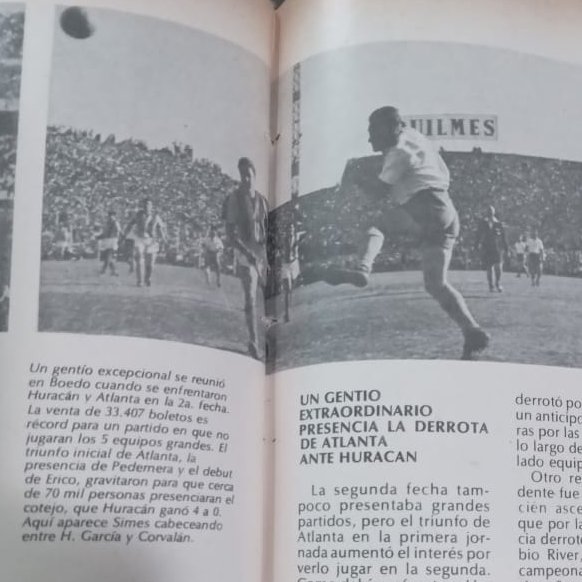 UILMES
Un gentío excepcional se reunió
en Boedo cuando se enfrentaron
Huracán y Atlanta en la 2a. fecha.
La venta de 33.407 boletos es
récord para un partido en que no
jugaran los 5 equipos grandes. El
triunfo inicial de Atlanta, la
presencia de Pedernera y el debut
de Erico, gravitaron para que cerca
de 70 mil personas presenciaran el
cotejo, que Huracán ganó 4 a 0.
Aquí aparece Simes cabeceando
entre H. García y Corvalán.
UN GENTIO
EXTRAORDINARIO
PRESENCIA LA DERROTA
DE ATLANTA
ANTE HURACAN
La segunda fecha tam-
poco presentaba grandes
partidos, pero el triunfo de
Atlanta en la primera jor-
nada aumentó el interés por
verlo jugar en la segunda.
derrotó po
un anticipo
ras por las
lo largo de
lado equip
Otro re
dente fue
cién asce
que por la
cia derrote
bio River,
campeona